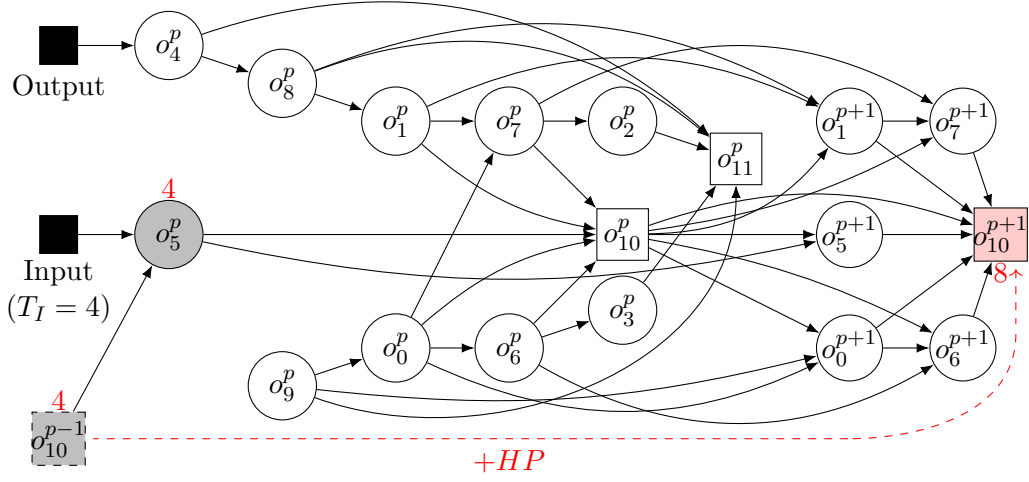 Output
o_4^p
o_8^p
o_1^p
o_7^p
o_2^p
o_11^p
o_1^{p+1}
o_7^{p+1}
Input
(T_I = 4)
4
o_5^p
o_10^p
o_5^{p+1}
o_10^{p+1}
8
o_3^p
o_9^p
o_0^p
o_6^p
o_0^{p+1}
o_6^{p+1}
4
o_10^{p−1}
+HP